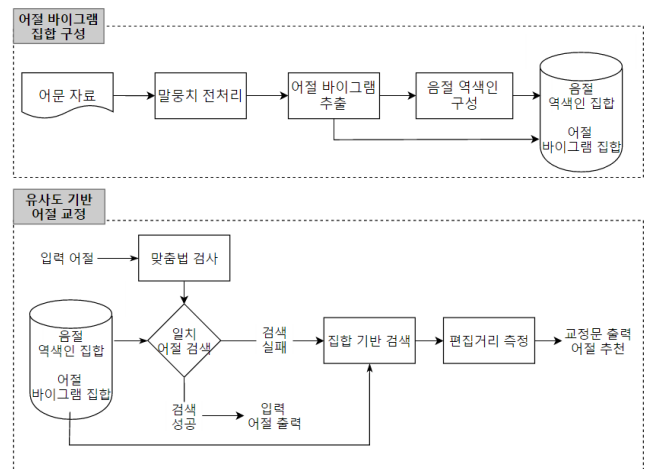 어절 바이그램
집합 구성
어문 자료
말뭉치 전처리
어절 바이그램
추출
음절 역색인
구성
음절
역색인 집합
어절
바이그램 집합
유사도 기반
어절 교정
입력 어절
맞춤법 검사
음절
역색인 집합
어절
바이그램 집합
일치
어절 검색
검색
실패
집합 기반 검색
편집거리 측정
교정문 출력
어절 추천
검색
성공
입력
어절 출력